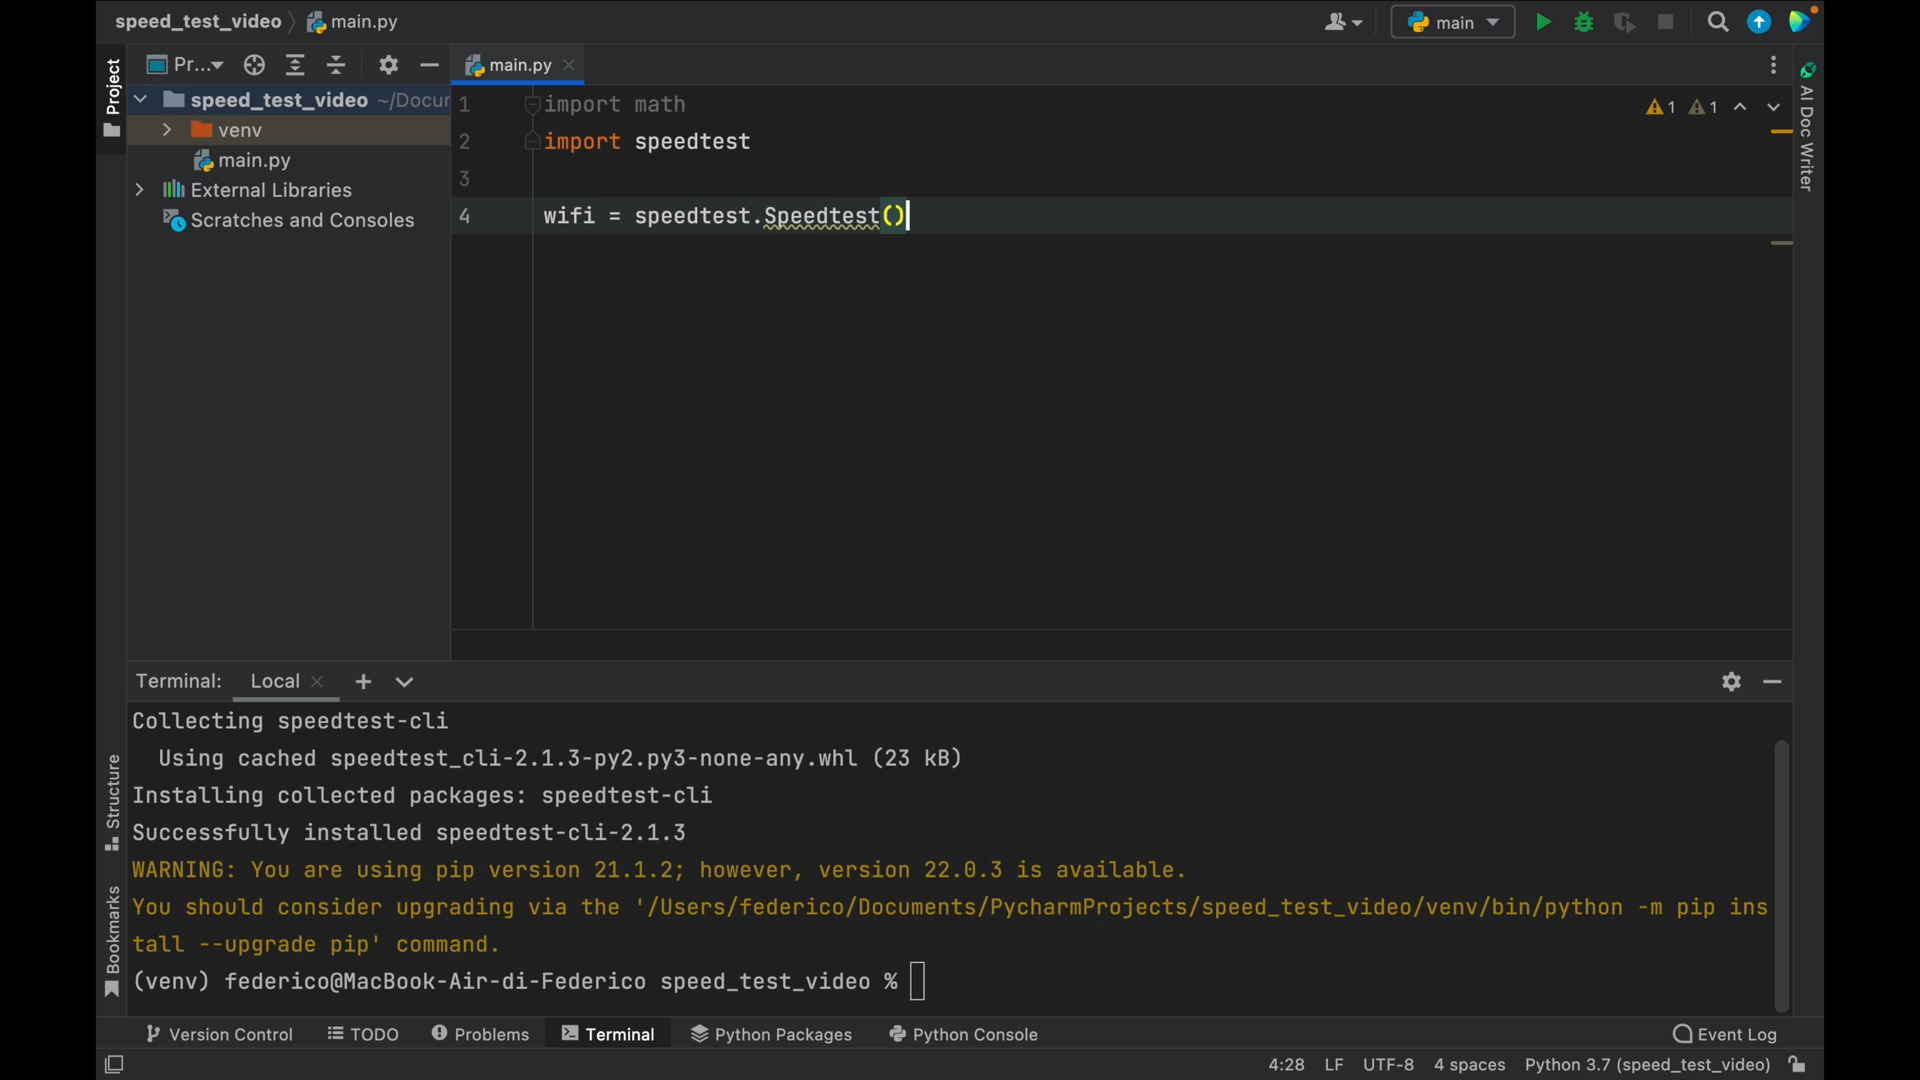 speed_test_video main.py
main
Project
Pr...
speed_test_video ~/Docur
venv
main.py
External Libraries
Scratches and Consoles
main.py
1 import math
2 import speedtest
3
4 wifi = speedtest.Speedtest()
1 1
AI Doc Writer
Terminal: Local
Collecting speedtest-cli
Using cached speedtest_cli-2.1.3-py2.py3-none-any.whl (23 kB)
Installing collected packages: speedtest-cli
Successfully installed speedtest-cli-2.1.3
WARNING: You are using pip version 21.1.2; however, version 22.0.3 is available.
You should consider upgrading via the '/Users/federico/Documents/PycharmProjects/speed_test_video/venv/bin/python -m pip ins
tall --upgrade pip' command.
(venv) federico@MacBook-Air-di-Federico speed_test_video %
Structure
Bookmarks
Version Control TODO Problems Terminal Python Packages Python Console Event Log
4:28 LF UTF-8 4 spaces Python 3.7 (speed_test_video)